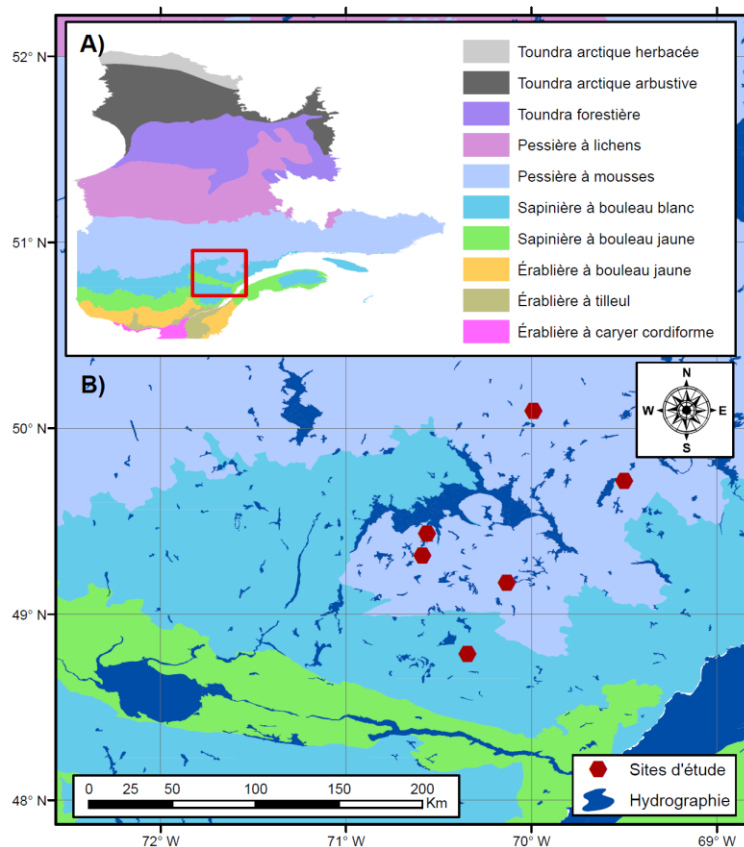 A)
Toundra arctique herbacée
Toundra arctique arbustive
Toundra forestière
Pessière à lichens
Pessière à mousses
Sapinière à bouleau blanc
Sapinière à bouleau jaune
Érablière à bouleau jaune
Érablière à tilleul
Érablière à caryer cordiforme
52° N
51° N
50° N
49° N
48° N
B)
N
W E
S
Sites d'étude
Hydrographie
0 25 50 100 150 200
Km
72° W 71° W 70° W 69° W